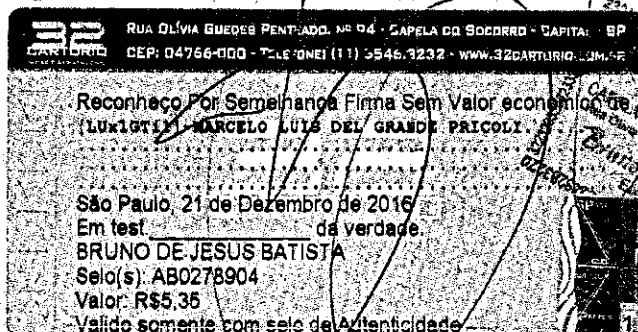 32
CARTÓRIO
RUA OLÍVIA GUEDES PENTEADO, Nº 94 - CAPELA DO SOCORRO - CAPITAL SP
CEP: 04766-000 - TELEFONE: (11) 5546.3232 - WWW.32CARTORIO.COM.BR
Reconheço Por Semelhança Firma Sem Valor econômico de
[LUx1GTi1]-MARCELO LUIS DEL GRANDE PRICOLI.
São Paulo, 21 de Dezembro de 2016
Em test. ____________ da verdade.
BRUNO DE JESUS BATISTA
Selo(s): AB0278904
Valor: R$5,35
Valido somente com selo de Autenticidade